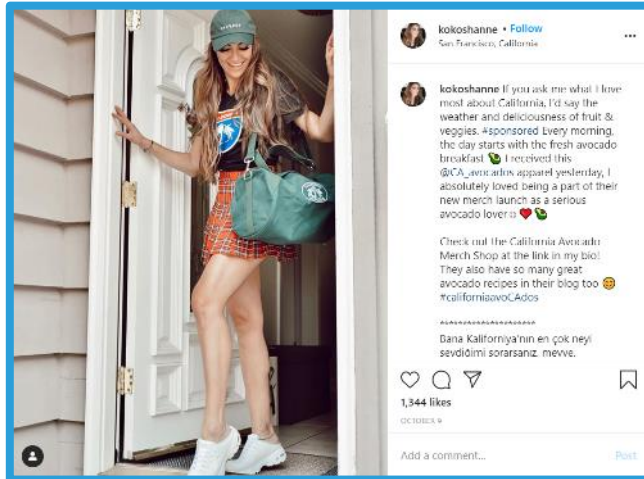 kokoshanne • Follow
San Francisco, California
kokoshanne If you ask me what I love
most about California, I'd say the
weather and deliciousness of fruit &
veggies. #sponsored Every morning,
the day starts with the fresh avocado
breakfast 🥑 I received this
@CA_avocados apparel yesterday, I
absolutely loved being a part of their
new merch launch as a serious
avocado lover☺️ ❤️ 🥑
Check out the California Avocado
Merch Shop at the link in my bio!
They also have so many great
avocado recipes in their blog too 😋
#californiaavoCAdos
*********************
Bana Kaliforniya'nın en çok neyi
sevdiğimi sorarsanız, meyve,
1,344 likes
OCTOBER 9
Add a comment...
Post